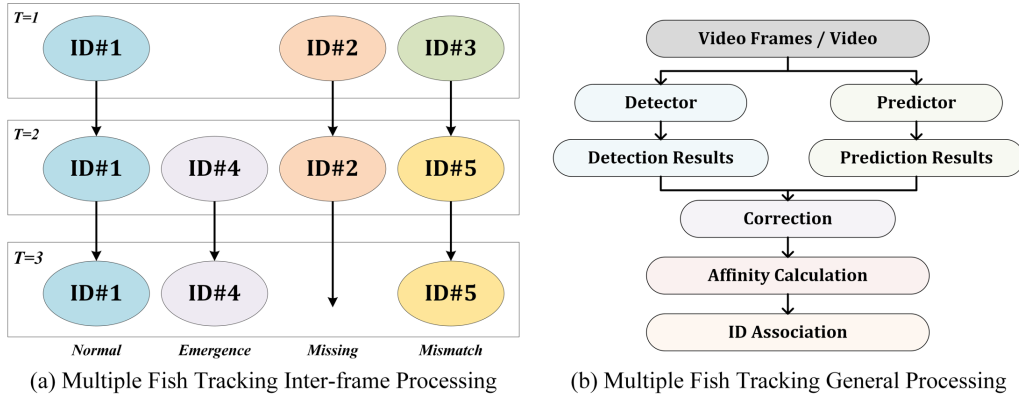 T=1
ID#1
ID#2
ID#3
T=2
ID#1
ID#4
ID#2
ID#5
T=3
ID#1
ID#4
ID#5
Normal
Emergence
Missing
Mismatch
(a) Multiple Fish Tracking Inter-frame Processing
Video Frames / Video
Detector
Predictor
Detection Results
Prediction Results
Correction
Affinity Calculation
ID Association
(b) Multiple Fish Tracking General Processing